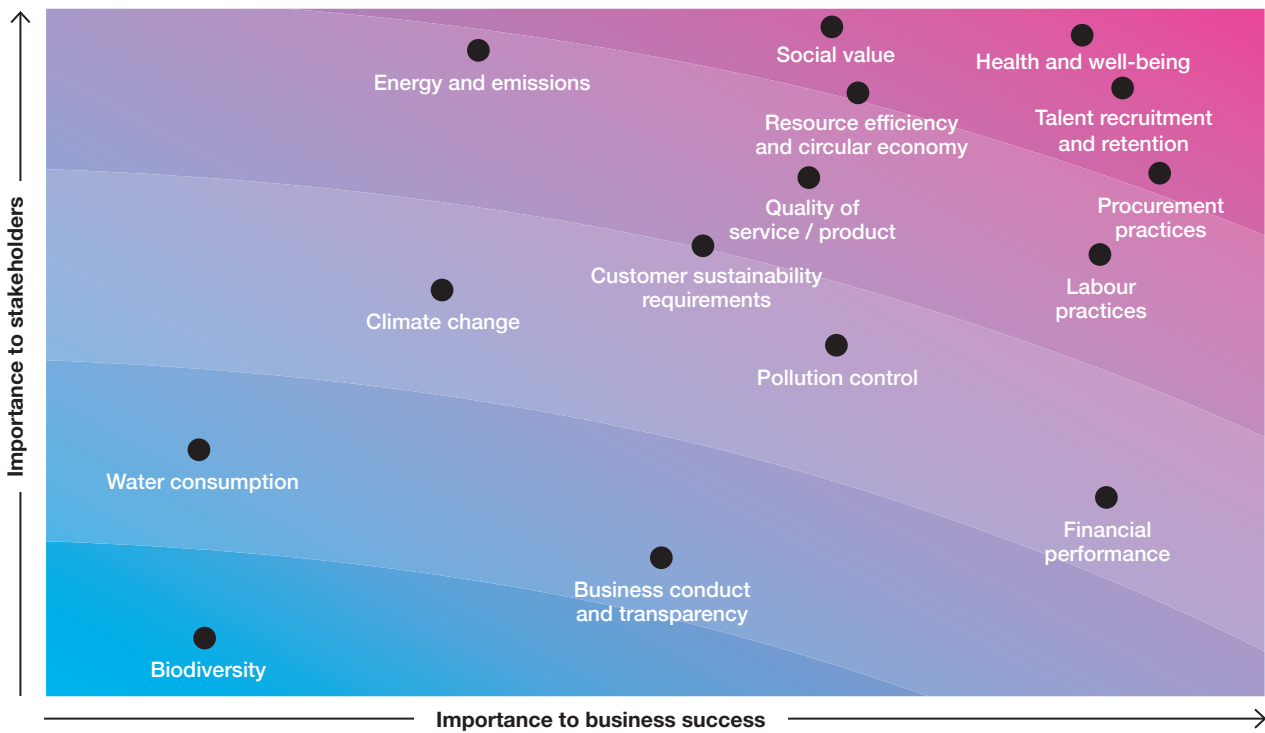 Importance to stakeholders
Social value
Health and well-being
Energy and emissions
Talent recruitment
and retention
Resource efficiency
and circular economy
Quality of
service / product
Procurement
practices
Customer sustainability
requirements
Labour
practices
Climate change
Pollution control
Water consumption
Financial
performance
Business conduct
and transparency
Biodiversity
Importance to business success